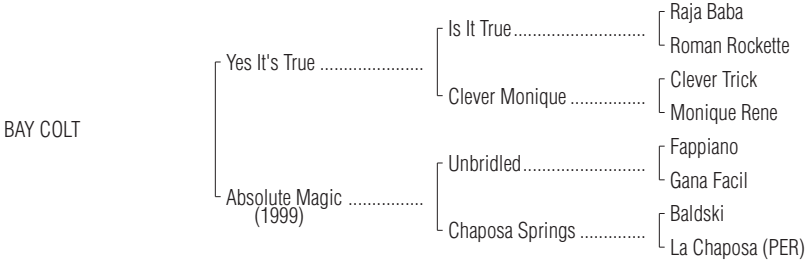 Raja Baba
Is It True............................
Roman Rockette
Yes It's True ......................
Clever Trick
Clever Monique ................
Monique Rene
BAY COLT
Fappiano
Unbridled..........................
Gana Facil
Absolute Magic ................
(1999)
Baldski
Chaposa Springs ..............
La Chaposa (PER)